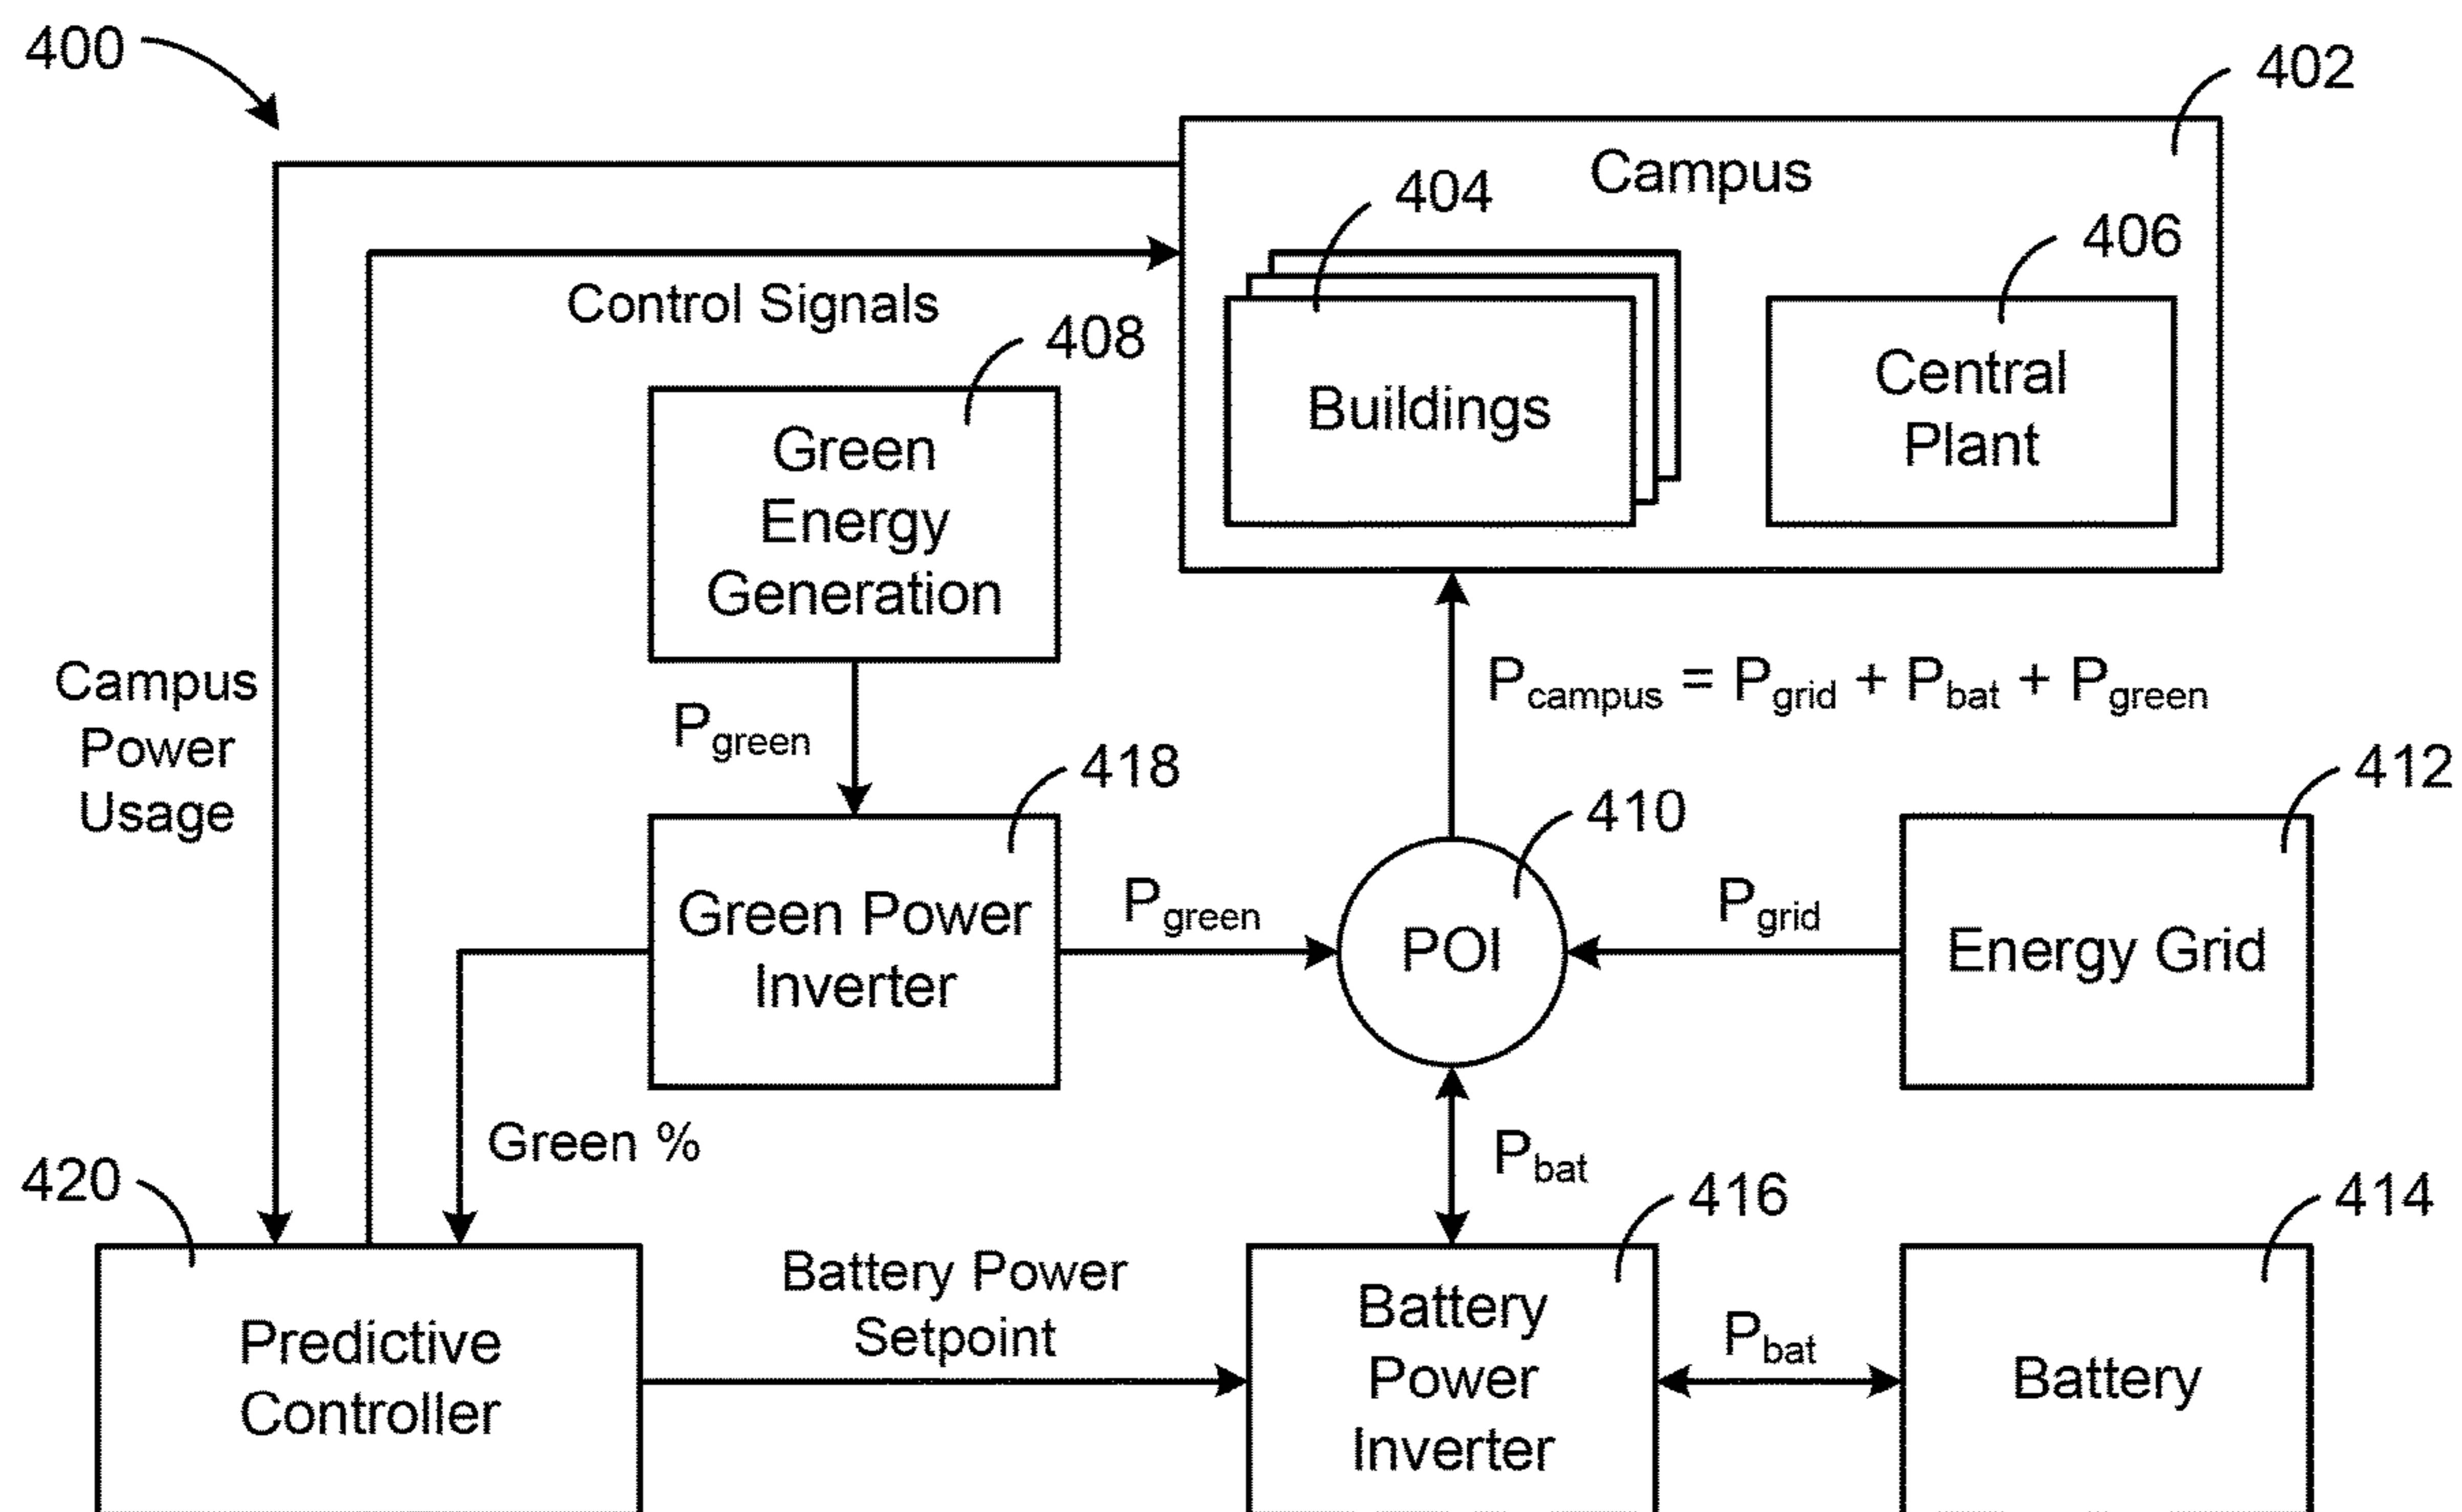 400
402
Campus
404
406
Control Signals
408
Buildings
Central
Plant
Green
Energy
Generation
Campus
Power
Usage
P_green
P_campus = P_grid + P_bat + P_green
418
410
412
Green Power
Inverter
P_green
POI
P_grid
Energy Grid
Green %
P_bat
420
416
414
Predictive
Controller
Battery Power
Setpoint
Battery
Power
Inverter
P_bat
Battery